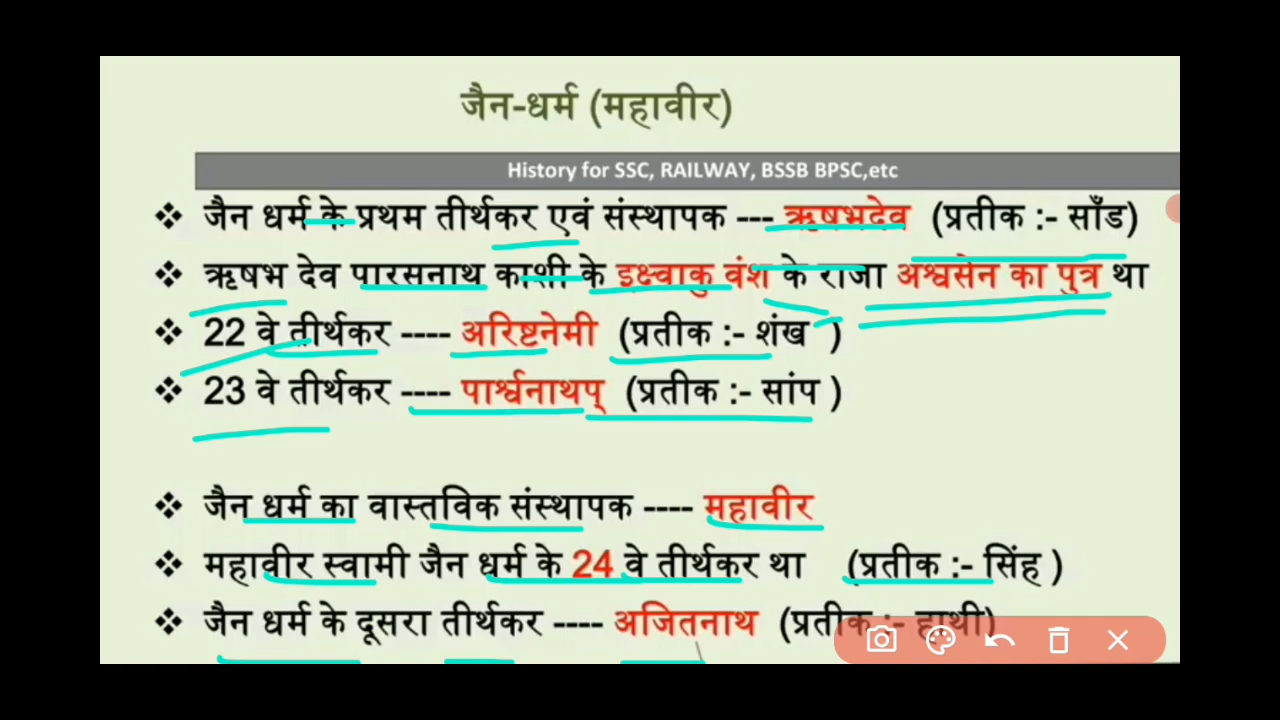 जैन-धर्म (महावीर)
History for SSC, RAILWAY, BSSB BPSC,etc
❖ जैन धर्म के प्रथम तीर्थकर एवं संस्थापक --- ऋषभदेव (प्रतीक :- साँड)
❖ ऋषभ देव पारसनाथ काशी के इक्ष्वाकु वंश के राजा अश्वसेन का पुत्र था
❖ 22 वे तीर्थकर ---- अरिष्टनेमी (प्रतीक :- शंख )
❖ 23 वे तीर्थकर ---- पार्श्वनाथप् (प्रतीक :- सांप )
❖ जैन धर्म का वास्तविक संस्थापक ---- महावीर
❖ महावीर स्वामी जैन धर्म के 24 वे तीर्थकर था (प्रतीक :- सिंह )
❖ जैन धर्म के दूसरा तीर्थकर ---- अजितनाथ (प्रतीक :- हाथी)